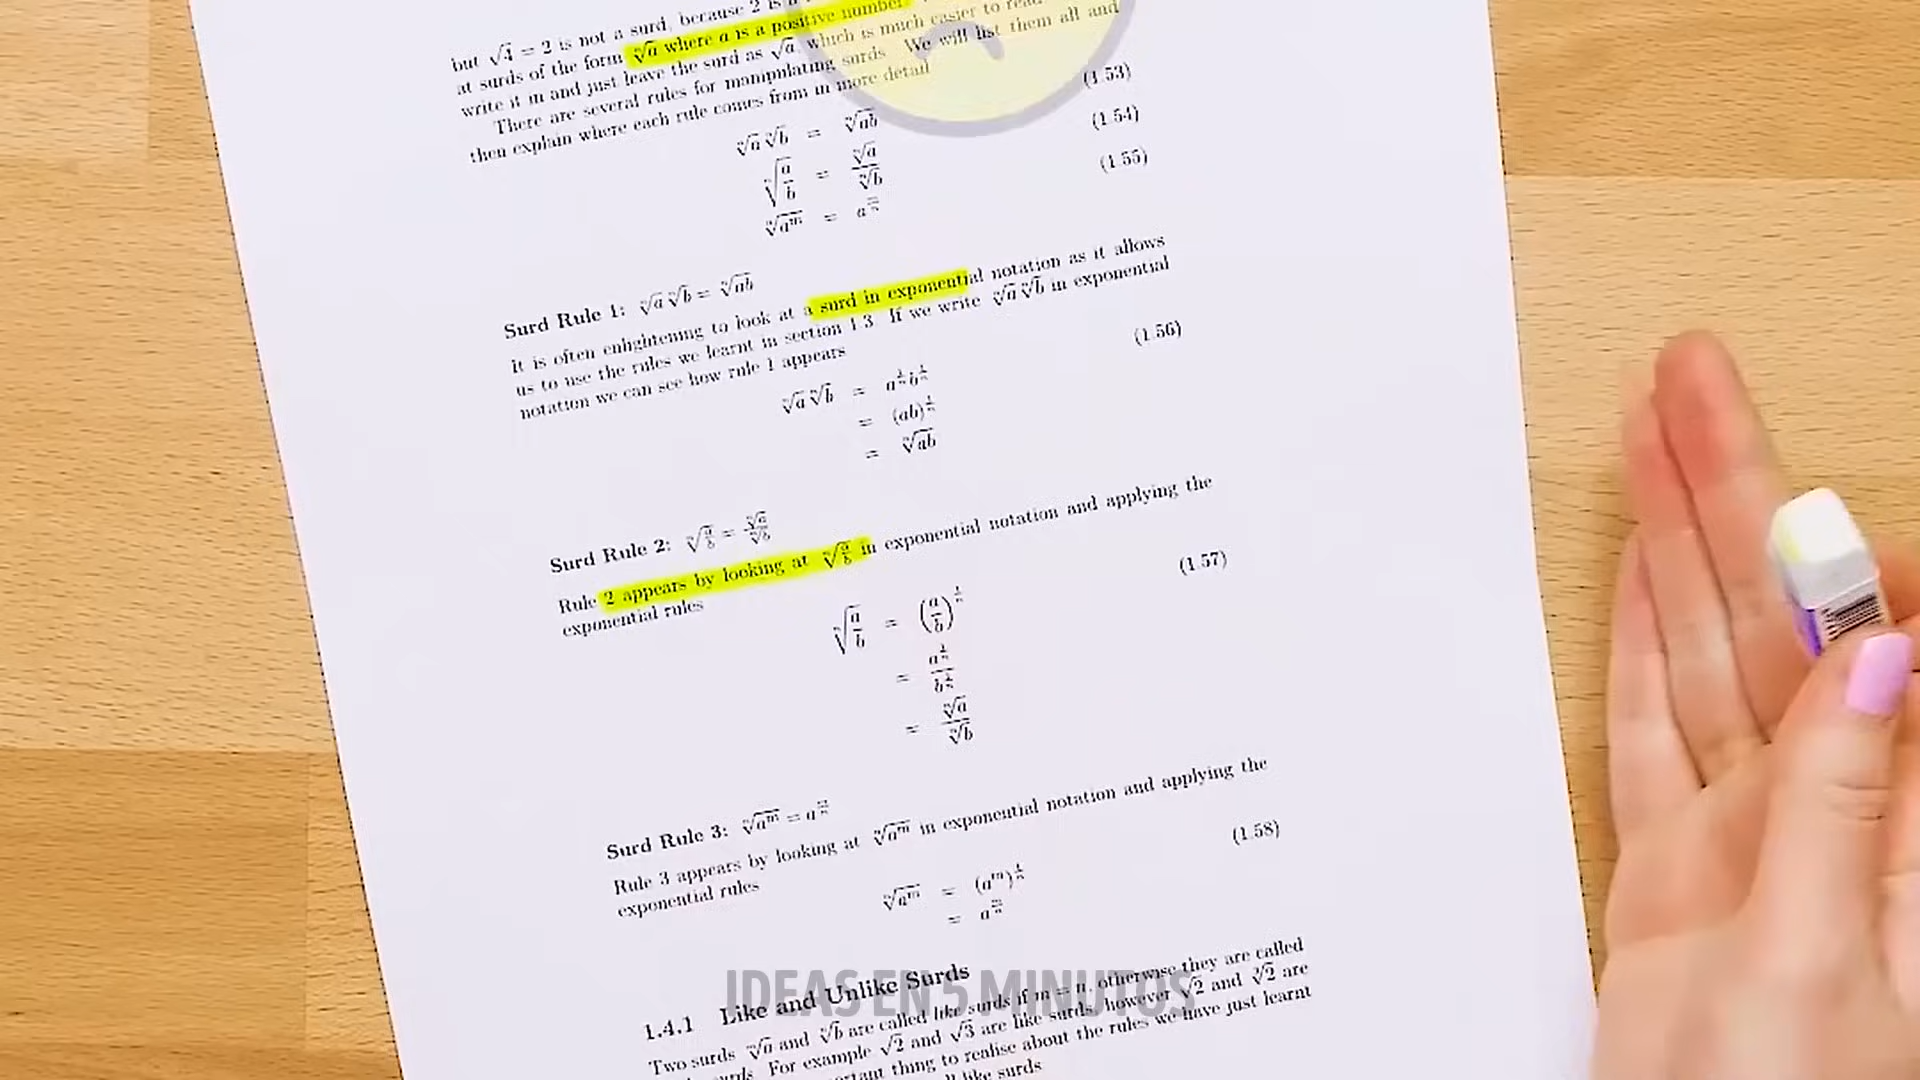 but √4 = 2 is not a surd, because 2 is
at surds of the form ⁿ√a where a is a positive number.
write it in and just leave the surd as √a, which is much easier to read
There are several rules for manipulating surds. We will list them all and
then explain where each rule comes from in more detail
ⁿ√a ⁿ√b = ⁿ√ab (1.53)
ⁿ√(a/b) = ⁿ√a / ⁿ√b (1.54)
ⁿ√(aᵐ) = a^(m/n) (1.55)
Surd Rule 1: ⁿ√a ⁿ√b = ⁿ√ab
It is often enlightening to look at a surd in exponential notation as it allows
us to use the rules we learnt in section 1.3. If we write ⁿ√a ⁿ√b in exponential
notation we can see how rule 1 appears
ⁿ√a ⁿ√b = a^(1/n) b^(1/n) (1.56)
= (ab)^(1/n)
= ⁿ√ab
Surd Rule 2: ⁿ√(a/b) = ⁿ√a / ⁿ√b
Rule 2 appears by looking at ⁿ√(a/b) in exponential notation and applying the
exponential rules
ⁿ√(a/b) = (a/b)^(1/n) (1.57)
= a^(1/n) / b^(1/n)
= ⁿ√a / ⁿ√b
Surd Rule 3: ⁿ√(aᵐ) = a^(m/n)
Rule 3 appears by looking at ⁿ√(aᵐ) in exponential notation and applying the
exponential rules
ⁿ√(aᵐ) = (aᵐ)^(1/n) (1.58)
= a^(m/n)
1.4.1 Like and Unlike Surds
IDEAS EN 5 MINUTOS
Two surds ᵐ√a and ⁿ√b are called like surds if m = n, otherwise they are called
surds. For example √2 and √3 are like surds, however √2 and ³√2 are
thing to realise about the rules we have just learnt
like surds